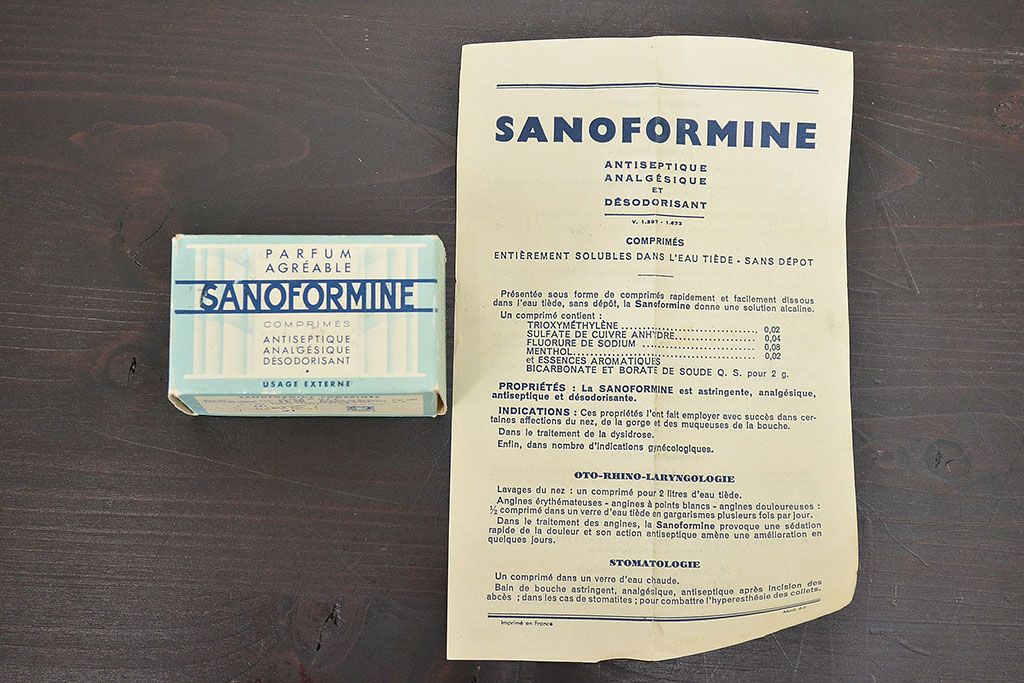 PARFUM
AGRÉABLE
SANOFORMINE
COMPRIMÉS
ANTISEPTIQUE
ANALGÉSIQUE
DÉSODORISANT
USAGE EXTERNE
SANOFORMINE
ANTISEPTIQUE
ANALGÉSIQUE
ET
DÉSODORISANT
V. 1.397 - 1.673
COMPRIMÉS
ENTIÈREMENT SOLUBLES DANS L'EAU TIÈDE - SANS DÉPOT
Présentée sous forme de comprimés rapidement et facilement dissous
dans l'eau tiède, sans dépôt, la Sanoformine donne une solution alcaline.
Un comprimé contient :
TRIOXYMÉTHYLÈNE ........ 0,02
SULFATE DE CUIVRE ANHYDRE........ 0,04
FLUORURE DE SODIUM ........ 0,08
MENTHOL........ 0,02
et ESSENCES AROMATIQUES
BICARBONATE ET BORATE DE SOUDE Q. S. pour 2 g.
PROPRIÉTÉS : La SANOFORMINE est astringente, analgésique,
antiseptique et désodorisante.
INDICATIONS : Ces propriétés l'ont fait employer avec succès dans cer-
taines affections du nez, de la gorge et des muqueuses de la bouche.
Dans le traitement de la dysidrose.
Enfin, dans nombre d'indications gynécologiques.
OTO-RHINO-LARYNGOLOGIE
Lavages du nez : un comprimé pour 2 litres d'eau tiède.
Angines érythémateuses - angines à points blancs - angines douloureuses :
½ comprimé dans un verre d'eau tiède en gargarismes plusieurs fois par jour.
Dans le traitement des angines, la Sanoformine provoque une sédation
rapide de la douleur et son action antiseptique amène une amélioration en
quelques jours.
STOMATOLOGIE
Un comprimé dans un verre d'eau chaude.
Bain de bouche astringent, analgésique, antiseptique après incision des
abcès ; dans les cas de stomatites ; pour combattre l'hyperesthésie des collets.
Imprimé en France